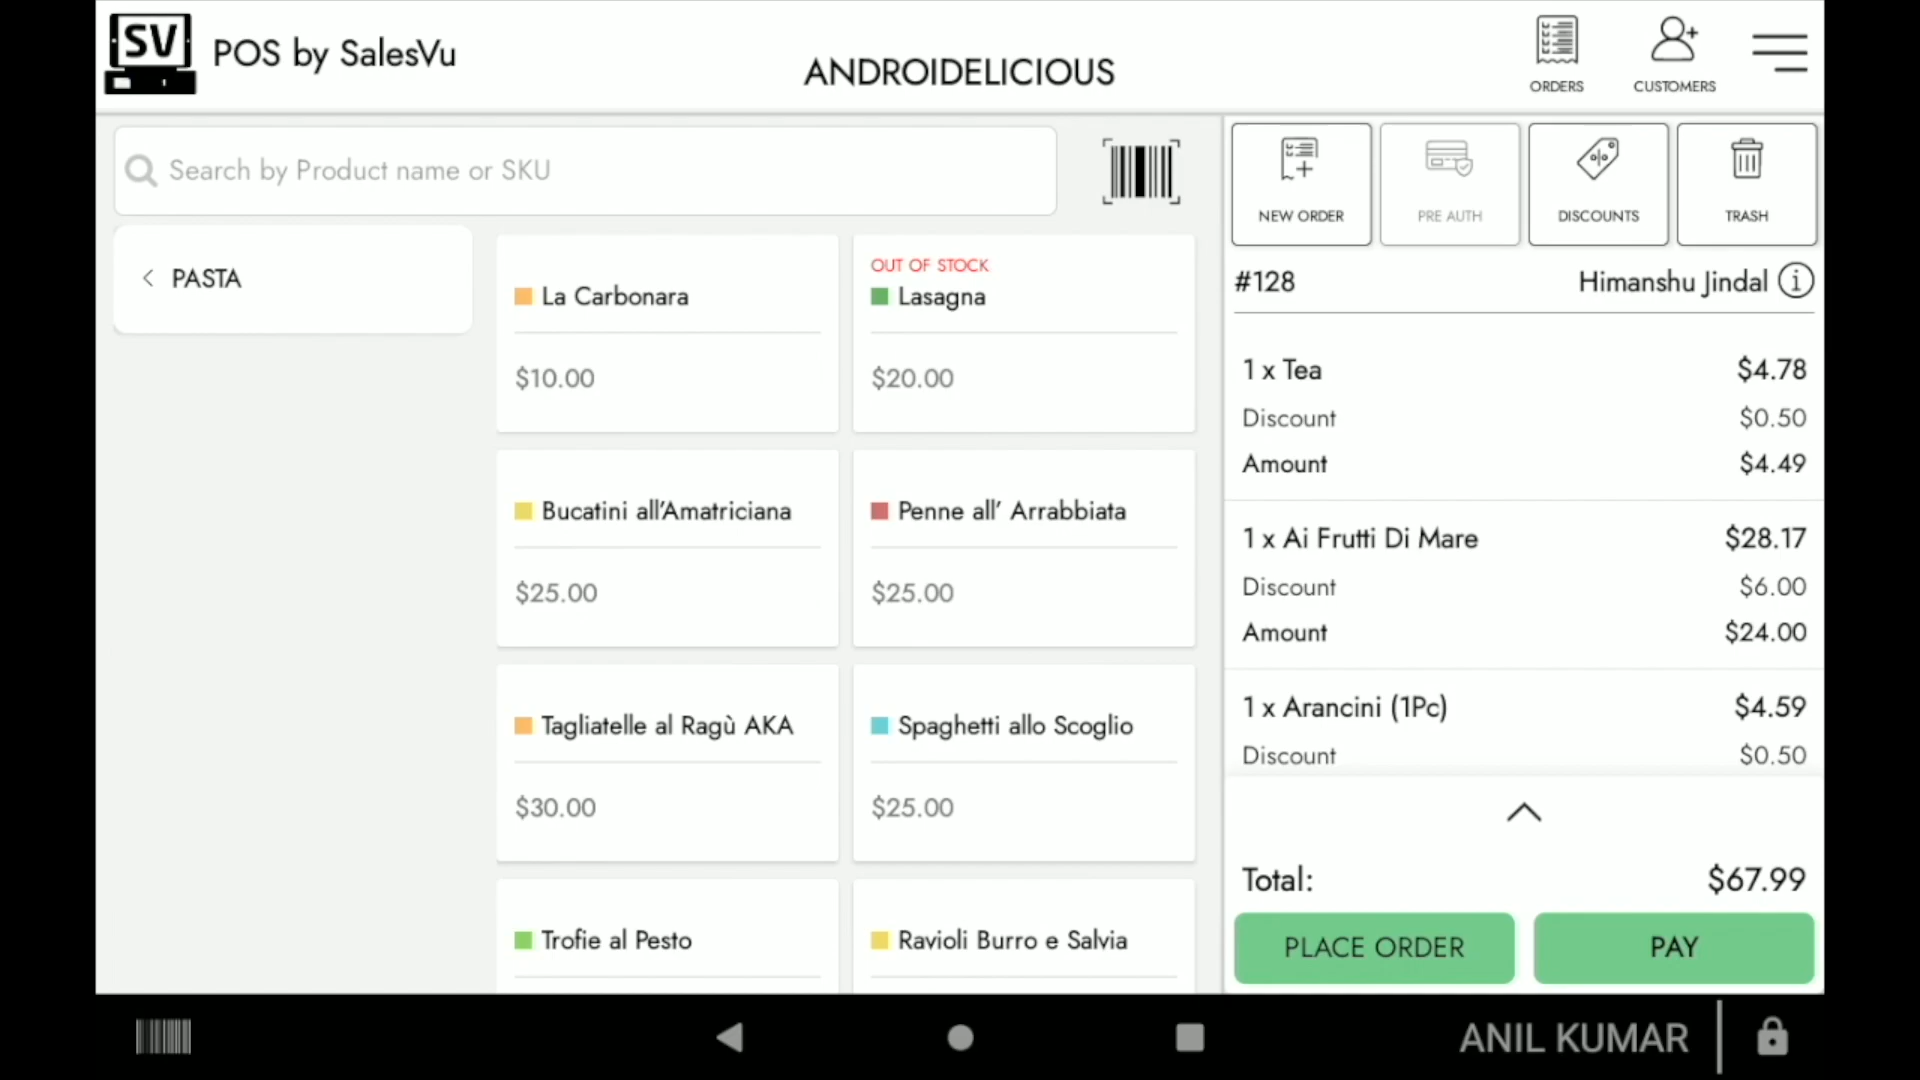 SV
POS by SalesVu
ANDROIDELICIOUS
ORDERS
CUSTOMERS
Search by Product name or SKU
NEW ORDER
PRE AUTH
DISCOUNTS
TRASH
< PASTA
#128
Himanshu Jindal
La Carbonara
$10.00
OUT OF STOCK
Lasagna
$20.00
Bucatini all'Amatriciana
$25.00
Penne all' Arrabbiata
$25.00
Tagliatelle al Ragù AKA
$30.00
Spaghetti allo Scoglio
$25.00
Trofie al Pesto
Ravioli Burro e Salvia
1 x Tea $4.78
Discount $0.50
Amount $4.49
1 x Ai Frutti Di Mare $28.17
Discount $6.00
Amount $24.00
1 x Arancini (1Pc) $4.59
Discount $0.50
Total: $67.99
PLACE ORDER
PAY
ANIL KUMAR